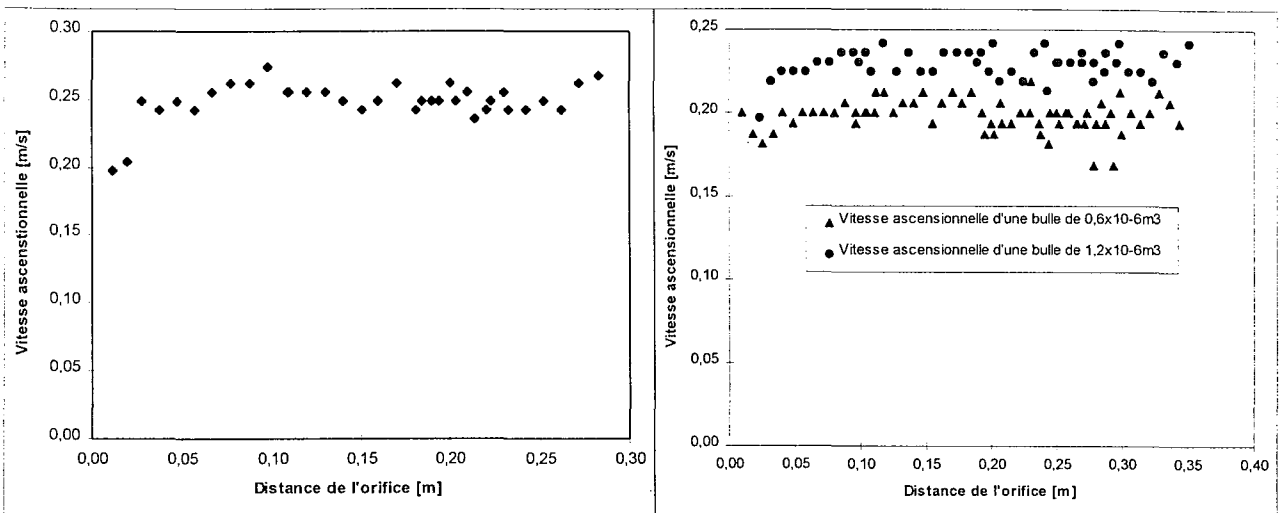 0.30
0,25
0,20
0,15
0,10
0,05
0,00
Vitesse ascenstionnelle [m/s]
0,00 0,05 0,10 0,15 0,20 0,25 0,30
Distance de l'orifice [m]
0,25
0,20
0,15
0,10
0,05
0,00
Vitesse ascensionnelle [m/s]
Vitesse ascensionnelle d'une bulle de 0,6x10-6m3
Vitesse ascensionnelle d'une bulle de 1,2x10-6m3
0,00 0,05 0,10 0,15 0,20 0,25 0,30 0,35 0,40
Distance de l'orifice [m]